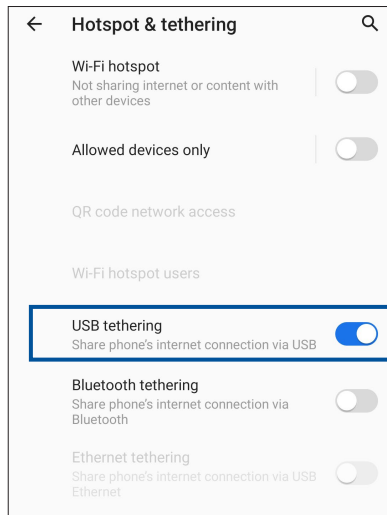 Hotspot & tethering
Wi-Fi hotspot
Not sharing internet or content with
other devices
Allowed devices only
QR code network access
Wi-Fi hotspot users
USB tethering
Share phone's internet connection via USB
Bluetooth tethering
Share phone's internet connection via
Bluetooth
Ethernet tethering
Share phone's internet connection via USB
Ethernet